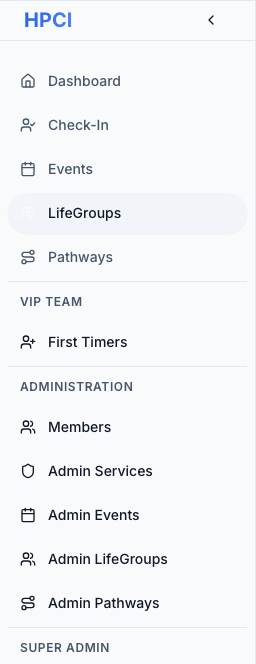 HPCI
Dashboard
Check-In
Events
LifeGroups
Pathways
VIP TEAM
First Timers
ADMINISTRATION
Members
Admin Services
Admin Events
Admin LifeGroups
Admin Pathways
SUPER ADMIN